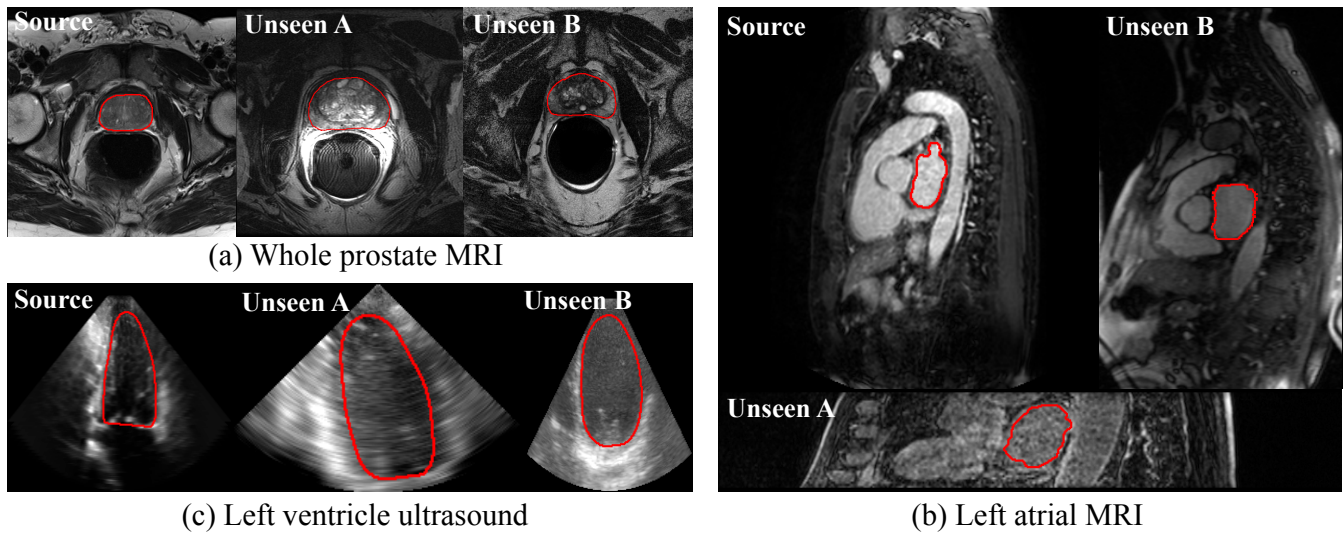 Source
Unseen A
Unseen B
(a) Whole prostate MRI
Source
Unseen A
Unseen B
(c) Left ventricle ultrasound
Source
Unseen B
Unseen A
(b) Left atrial MRI